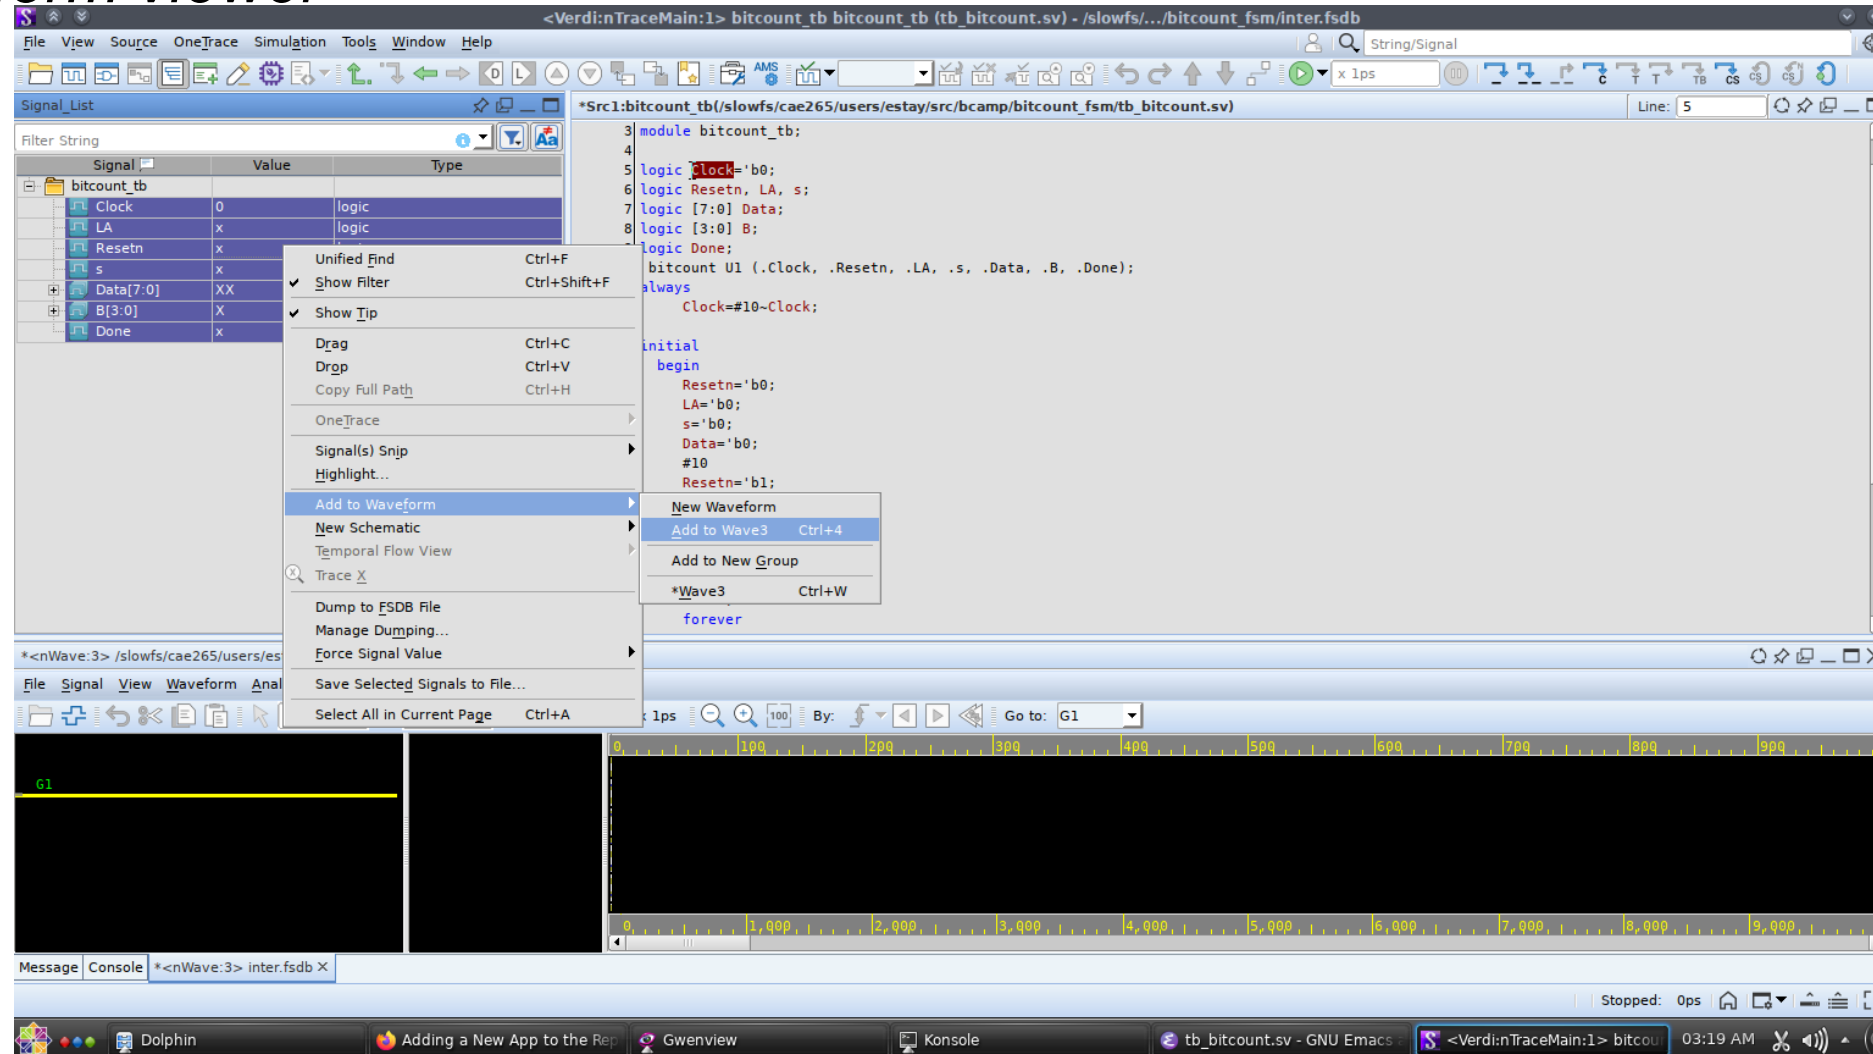 <Verdi:nTraceMain:1> bitcount_tb bitcount_tb (tb_bitcount.sv) - /slowfs/.../bitcount_fsm/inter.fsdb
File View Source OneTrace Simulation Tools Window Help
String/Signal
AMS
x 1ps
Signal_List
*Src1:bitcount_tb(/slowfs/cae265/users/estay/src/bcamp/bitcount_fsm/tb_bitcount.sv)
Line: 5
Filter String
Signal Value Type
bitcount_tb
Clock 0 logic
LA x logic
Resetn x
s x
Data[7:0] XX
B[3:0] X
Done x
3 module bitcount_tb;
4
5 logic Clock='b0;
6 logic Resetn, LA, s;
7 logic [7:0] Data;
8 logic [3:0] B;
logic Done;
bitcount U1 (.Clock, .Resetn, .LA, .s, .Data, .B, .Done);
always
Clock=#10~Clock;
initial
begin
Resetn='b0;
LA='b0;
s='b0;
Data='b0;
#10
Resetn='b1;
forever
Unified Find Ctrl+F
Show Filter Ctrl+Shift+F
Show Tip
Drag Ctrl+C
Drop Ctrl+V
Copy Full Path Ctrl+H
OneTrace
Signal(s) Snip
Highlight...
Add to Waveform
New Schematic
Temporal Flow View
Trace X
Dump to FSDB File
Manage Dumping...
Force Signal Value
Save Selected Signals to File...
Select All in Current Page Ctrl+A
New Waveform
Add to Wave3 Ctrl+4
Add to New Group
*Wave3 Ctrl+W
*<nWave:3> /slowfs/cae265/users/es
File Signal View Waveform Anal
1ps 100 By: Go to: G1
0 100 200 300 400 500 600 700 800 900
G1
0 1,000 2,000 3,000 4,000 5,000 6,000 7,000 8,000 9,000
Message Console *<nWave:3> inter.fsdb
Stopped: 0ps
Dolphin Adding a New App to the Rep Gwenview Konsole tb_bitcount.sv - GNU Emacs <Verdi:nTraceMain:1> bitcou 03:19 AM